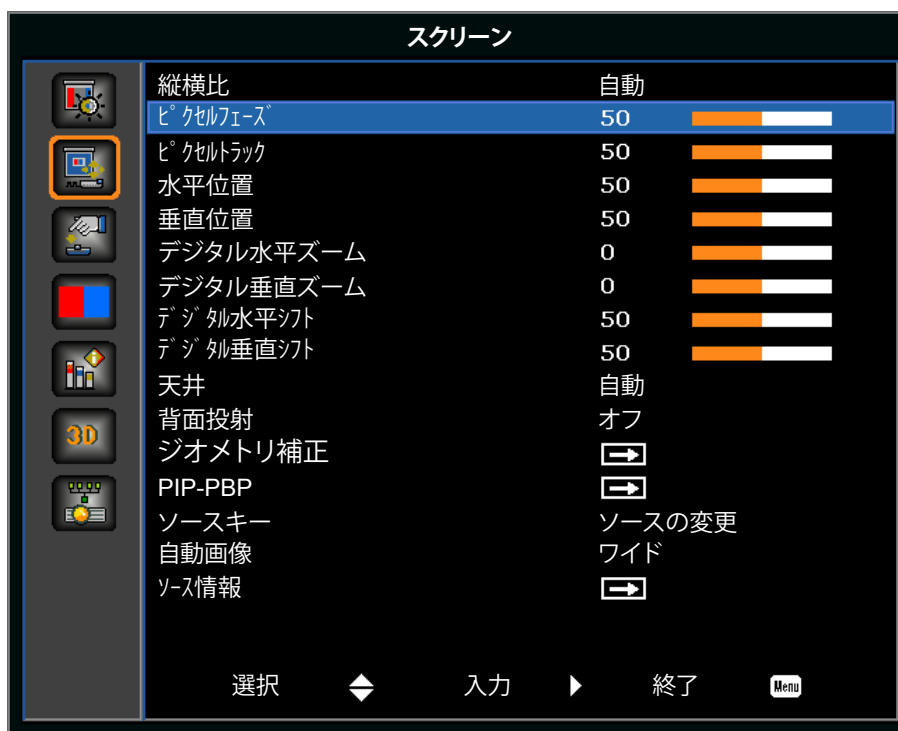 スクリーン
縦横比 自動
ピクセルフェーズ 50
ピクセルトラック 50
水平位置 50
垂直位置 50
デジタル水平ズーム 0
デジタル垂直ズーム 0
デジタル水平シフト 50
デジタル垂直シフト 50
天井 自動
背面投射 オフ
ジオメトリ補正
PIP-PBP
ソースキー ソースの変更
自動画像 ワイド
ソース情報
3D
選択 入力 終了 Menu